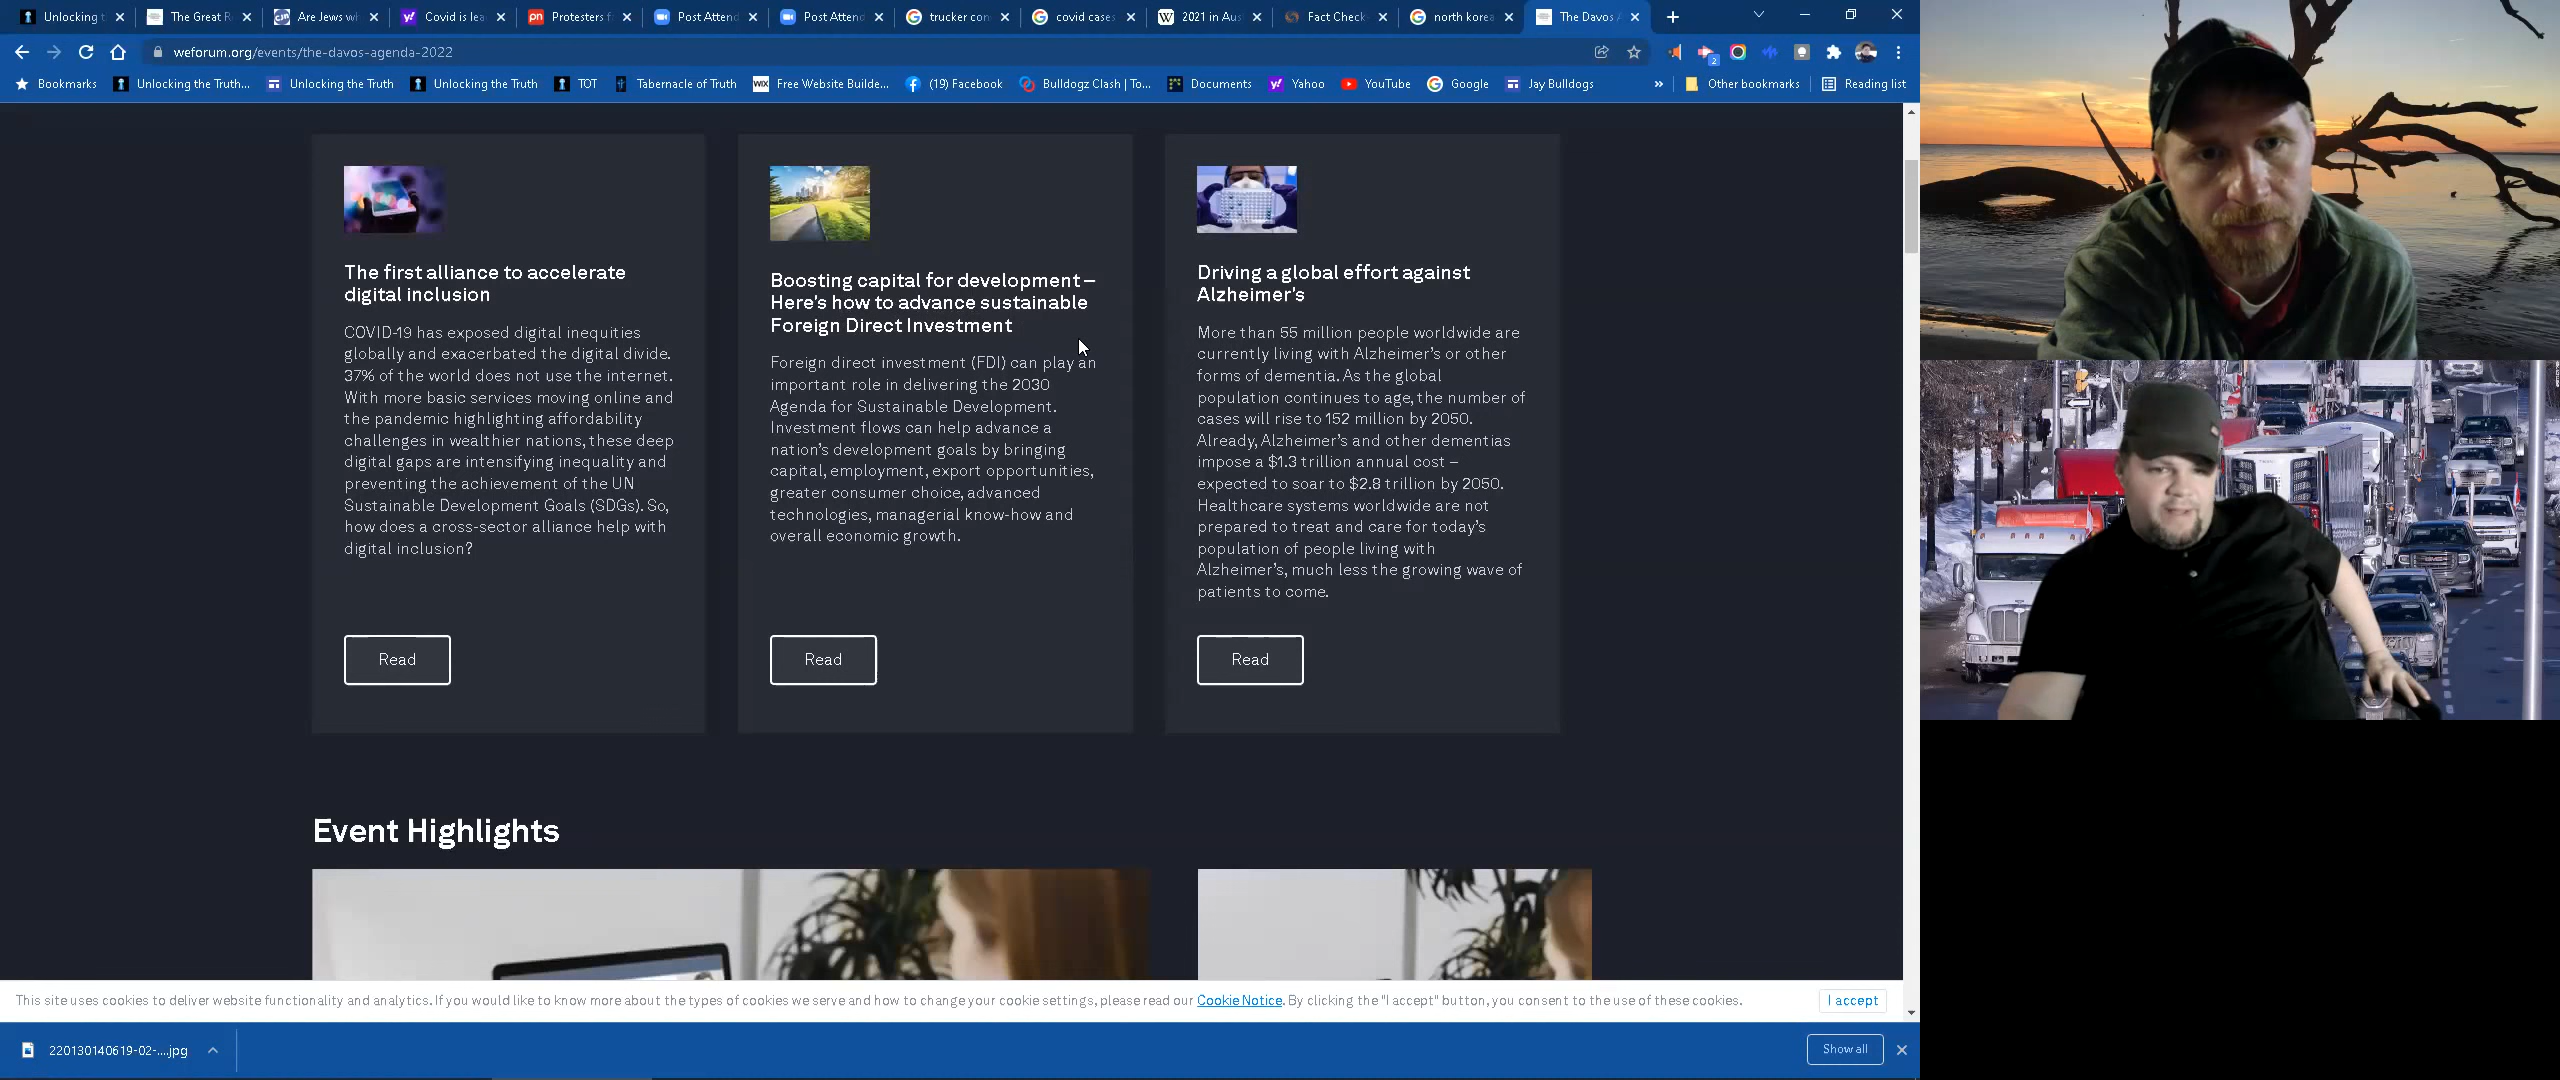 Unlocking t
The Great R
Are Jews wh
Covid is lea
Protesters f
Post Attend
Post Attend
trucker con
covid cases
2021 in Aus
Fact Check
north korea
The Davos A
weforum.org/events/the-davos-agenda-2022
Bookmarks
Unlocking the Truth...
Unlocking the Truth
Unlocking the Truth
TOT
Tabernacle of Truth
Free Website Builde...
(19) Facebook
Bulldogz Clash | To...
Documents
Yahoo
YouTube
Google
Jay Bulldogs
»
Other bookmarks
Reading list
The first alliance to accelerate
digital inclusion
COVID-19 has exposed digital inequities
globally and exacerbated the digital divide.
37% of the world does not use the internet.
With more basic services moving online and
the pandemic highlighting affordability
challenges in wealthier nations, these deep
digital gaps are intensifying inequality and
preventing the achievement of the UN
Sustainable Development Goals (SDGs). So,
how does a cross-sector alliance help with
digital inclusion?
Read
Boosting capital for development –
Here's how to advance sustainable
Foreign Direct Investment
Foreign direct investment (FDI) can play an
important role in delivering the 2030
Agenda for Sustainable Development.
Investment flows can help advance a
nation's development goals by bringing
capital, employment, export opportunities,
greater consumer choice, advanced
technologies, managerial know-how and
overall economic growth.
Read
Driving a global effort against
Alzheimer's
More than 55 million people worldwide are
currently living with Alzheimer's or other
forms of dementia. As the global
population continues to age, the number of
cases will rise to 152 million by 2050.
Already, Alzheimer's and other dementias
impose a $1.3 trillion annual cost –
expected to soar to $2.8 trillion by 2050.
Healthcare systems worldwide are not
prepared to treat and care for today's
population of people living with
Alzheimer's, much less the growing wave of
patients to come.
Read
Event Highlights
This site uses cookies to deliver website functionality and analytics. If you would like to know more about the types of cookies we serve and how to change your cookie settings, please read our Cookie Notice. By clicking the "I accept" button, you consent to the use of these cookies.
I accept
220130140619-02-....jpg
Show all